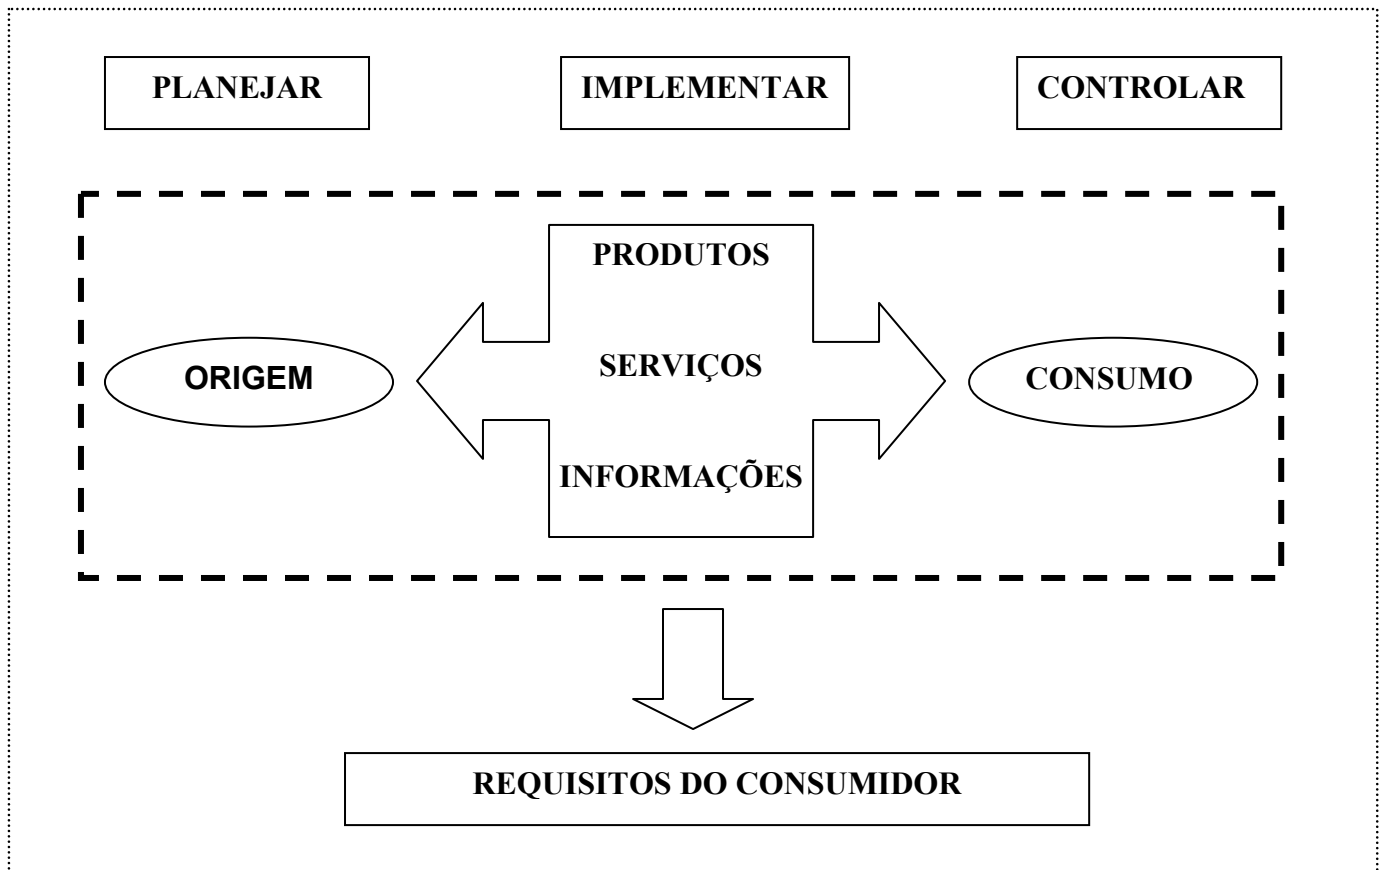 PLANEJAR
IMPLEMENTAR
CONTROLAR
PRODUTOS
ORIGEM
SERVIÇOS
CONSUMO
INFORMAÇÕES
REQUISITOS DO CONSUMIDOR